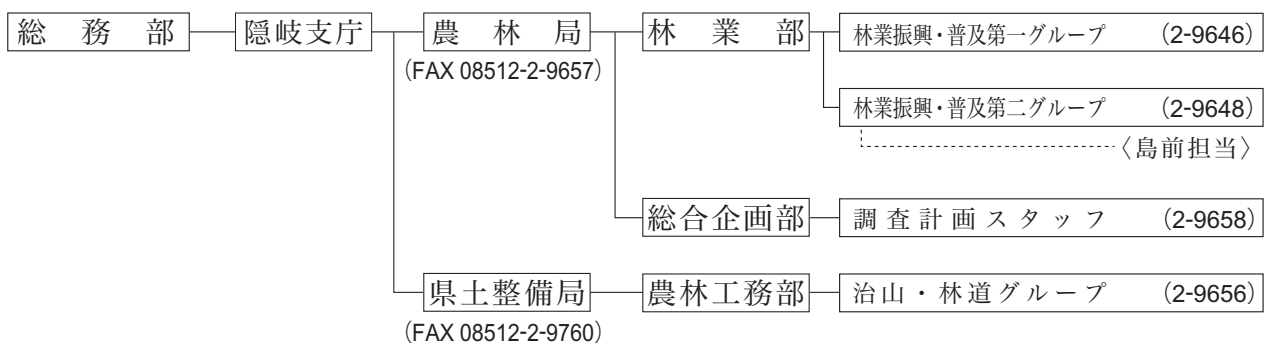 総務部 隠岐支庁 農林局 林業部 林業振興・普及第一グループ (2-9646)
(FAX 08512-2-9657)
林業振興・普及第二グループ (2-9648)
〈島前担当〉
総合企画部 調査計画スタッフ (2-9658)
県土整備局 農林工務部 治山・林道グループ (2-9656)
(FAX 08512-2-9760)